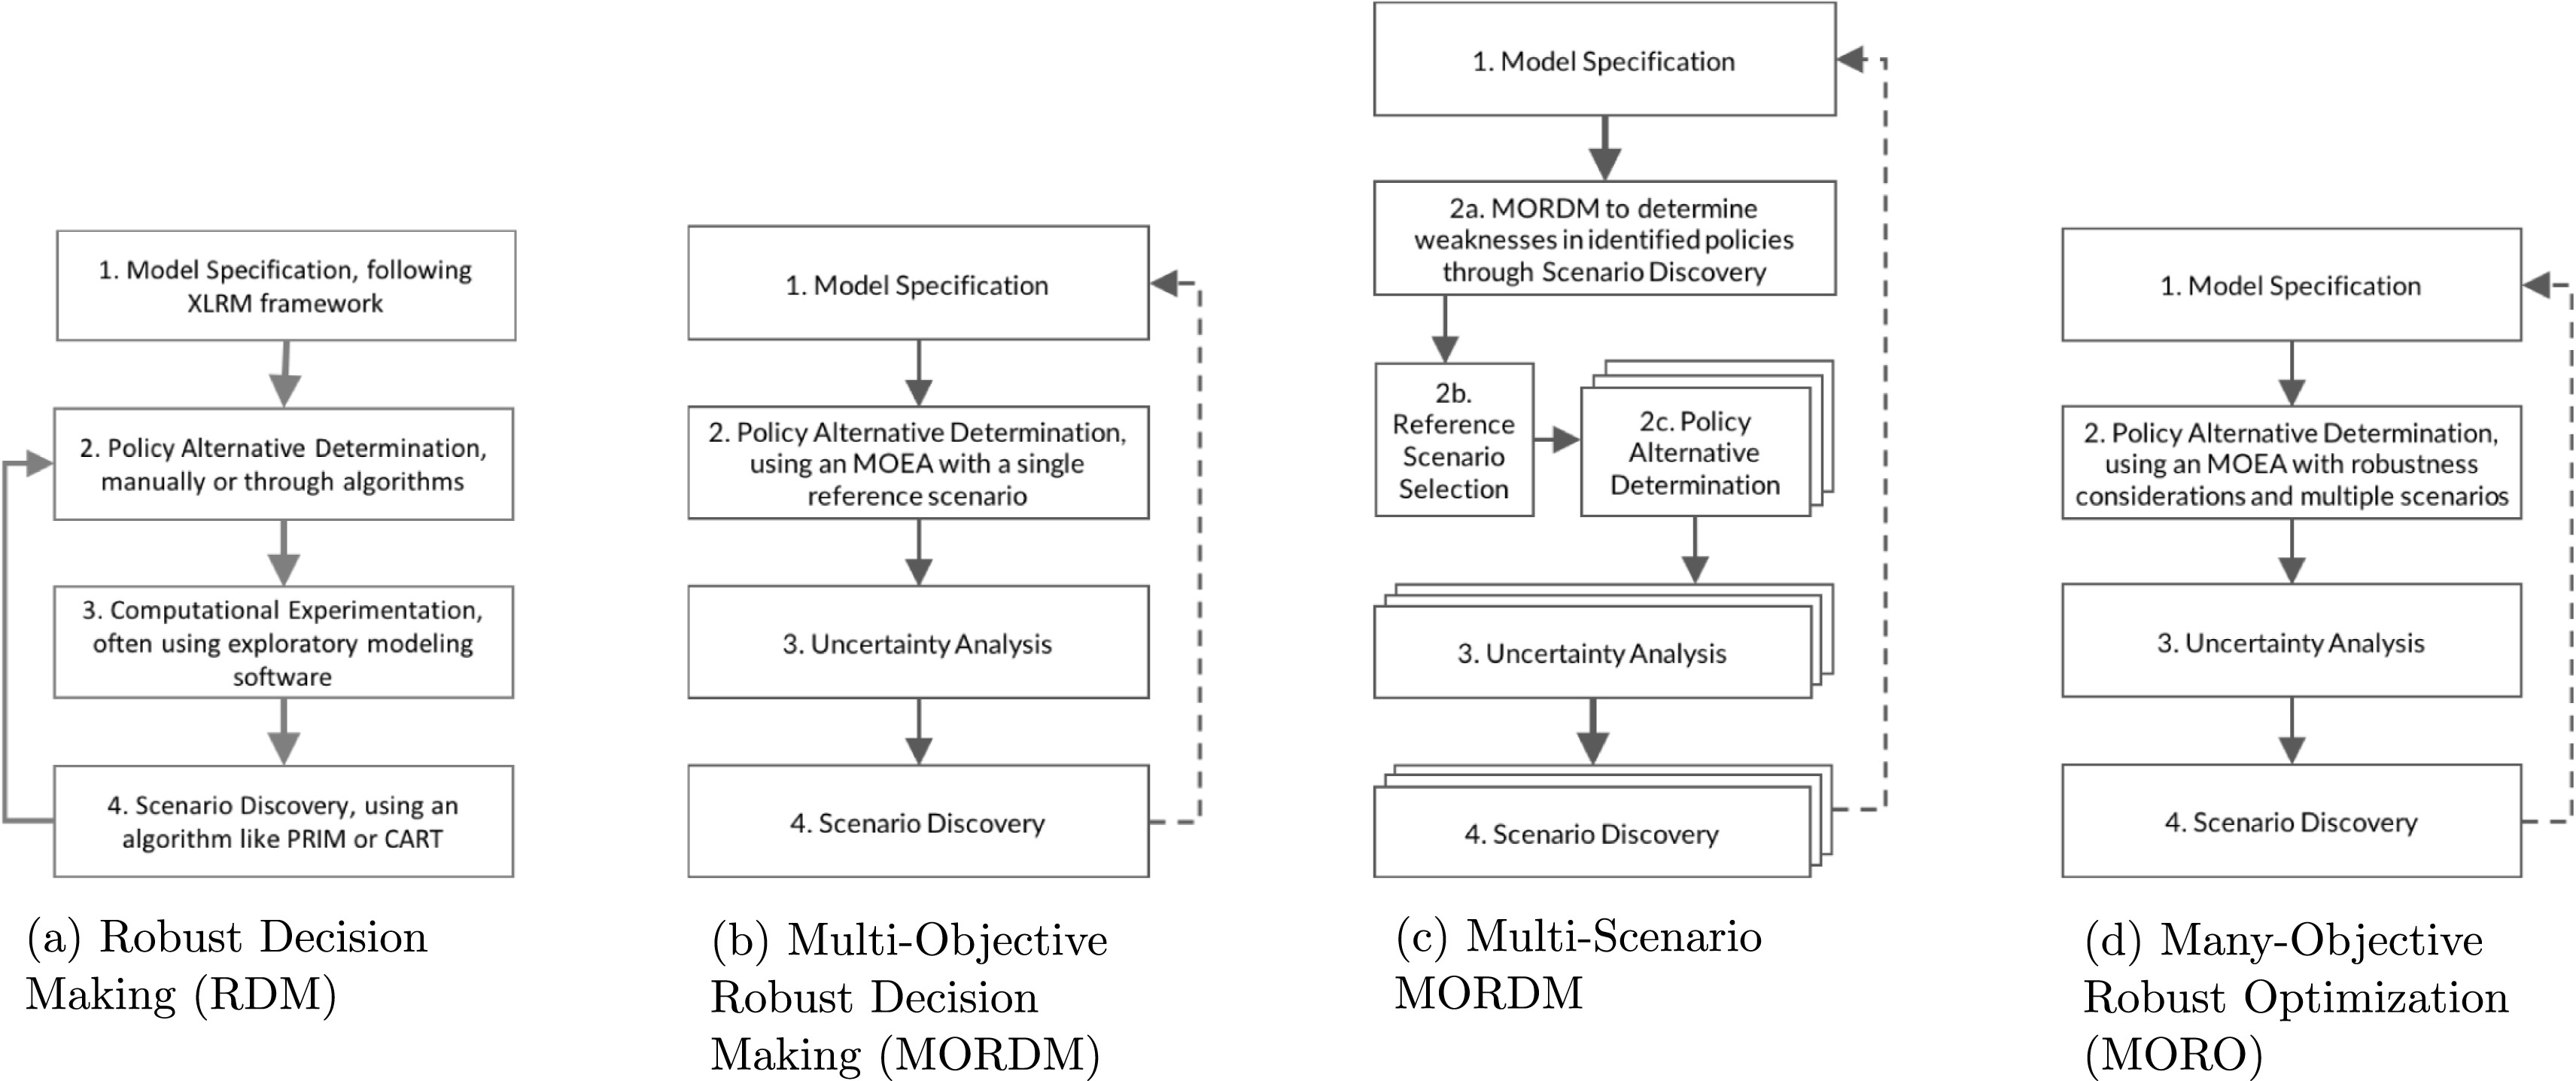 1. Model Specification, following
XLRM framework
2. Policy Alternative Determination,
manually or through algorithms
3. Computational Experimentation,
often using exploratory modeling
software
4. Scenario Discovery, using an
algorithm like PRIM or CART
(a) Robust Decision
Making (RDM)
1. Model Specification
2. Policy Alternative Determination,
using an MOEA with a single
reference scenario
3. Uncertainty Analysis
4. Scenario Discovery
(b) Multi-Objective
Robust Decision
Making (MORDM)
1. Model Specification
2a. MORDM to determine
weaknesses in identified policies
through Scenario Discovery
2b.
Reference
Scenario
Selection
2c. Policy
Alternative
Determination
3. Uncertainty Analysis
4. Scenario Discovery
(c) Multi-Scenario
MORDM
1. Model Specification
2. Policy Alternative Determination,
using an MOEA with robustness
considerations and multiple scenarios
3. Uncertainty Analysis
4. Scenario Discovery
(d) Many-Objective
Robust Optimization
(MORO)